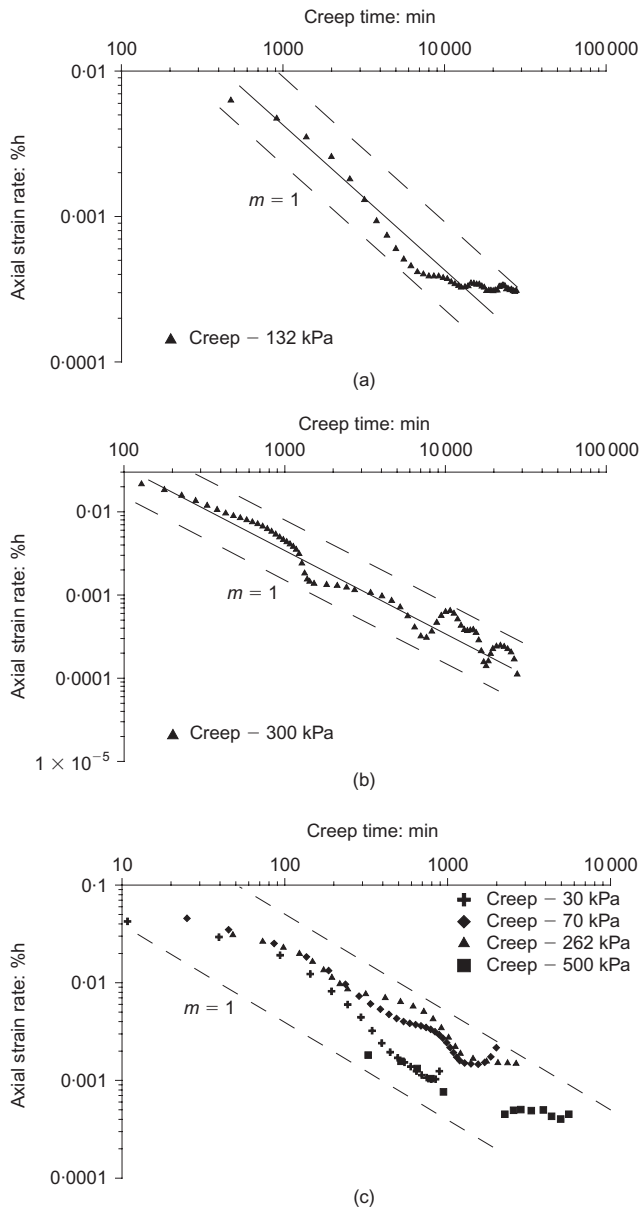 Creep time: min
100 1000 10000 100000
0·01
0·001
0·0001
Axial strain rate: %h
m = 1
Creep − 132 kPa
(a)
Creep time: min
100 1000 10000 100000
0·01
0·001
0·0001
1 × 10⁻⁵
Axial strain rate: %h
m = 1
Creep − 300 kPa
(b)
Creep time: min
10 100 1000 10000
0·1
0·01
0·001
0·0001
Axial strain rate: %h
Creep − 30 kPa
Creep − 70 kPa
Creep − 262 kPa
Creep − 500 kPa
m = 1
(c)